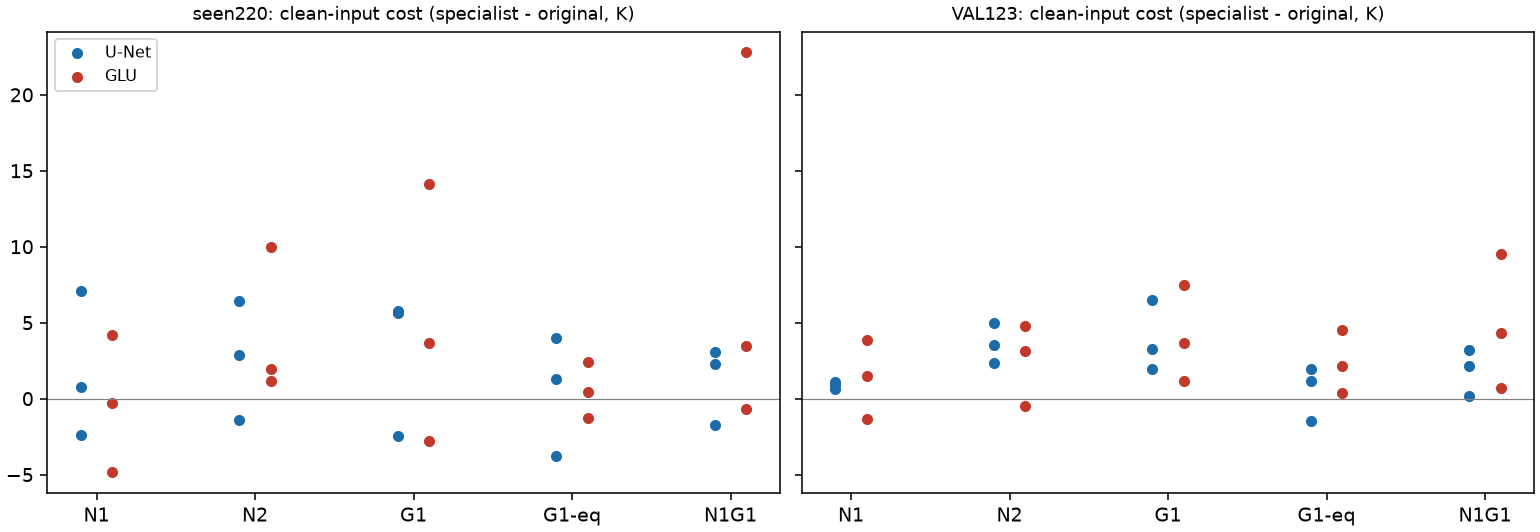 seen220: clean-input cost (specialist - original, K)
VAL123: clean-input cost (specialist - original, K)
U-Net
GLU
20
15
10
5
0
−5
N1 N2 G1 G1-eq N1G1
N1 N2 G1 G1-eq N1G1